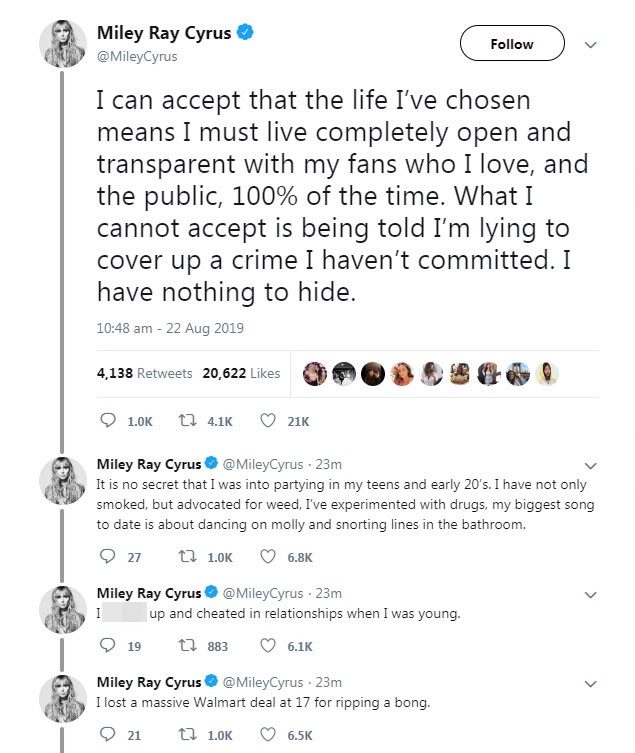 Miley Ray Cyrus
@MileyCyrus
Follow
I can accept that the life I’ve chosen
means I must live completely open and
transparent with my fans who I love, and
the public, 100% of the time. What I
cannot accept is being told I’m lying to
cover up a crime I haven’t committed. I
have nothing to hide.
10:48 am - 22 Aug 2019
4,138 Retweets 20,622 Likes
1.0K 4.1K 21K
Miley Ray Cyrus @MileyCyrus · 23m
It is no secret that I was into partying in my teens and early 20's. I have not only
smoked, but advocated for weed, I've experimented with drugs, my biggest song
to date is about dancing on molly and snorting lines in the bathroom.
27 1.0K 6.8K
Miley Ray Cyrus @MileyCyrus · 23m
I up and cheated in relationships when I was young.
19 883 6.1K
Miley Ray Cyrus @MileyCyrus · 23m
I lost a massive Walmart deal at 17 for ripping a bong.
21 1.0K 6.5K